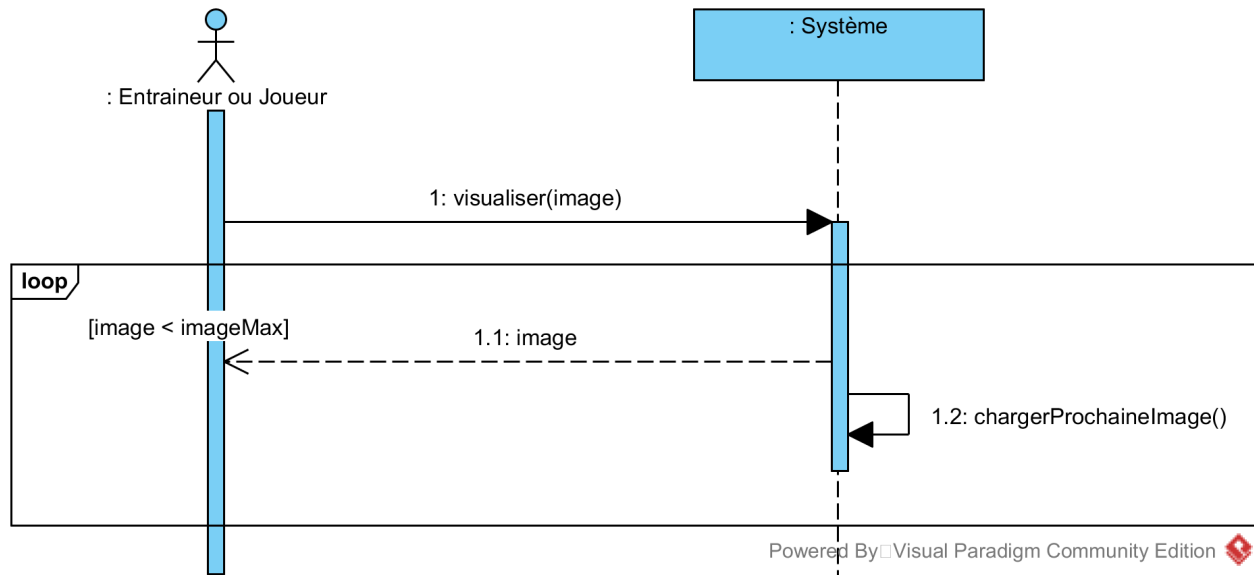 : Système
: Entraineur ou Joueur
1: visualiser(image)
loop
[image < imageMax]
1.1: image
1.2: chargerProchaineImage()
Powered By Visual Paradigm Community Edition